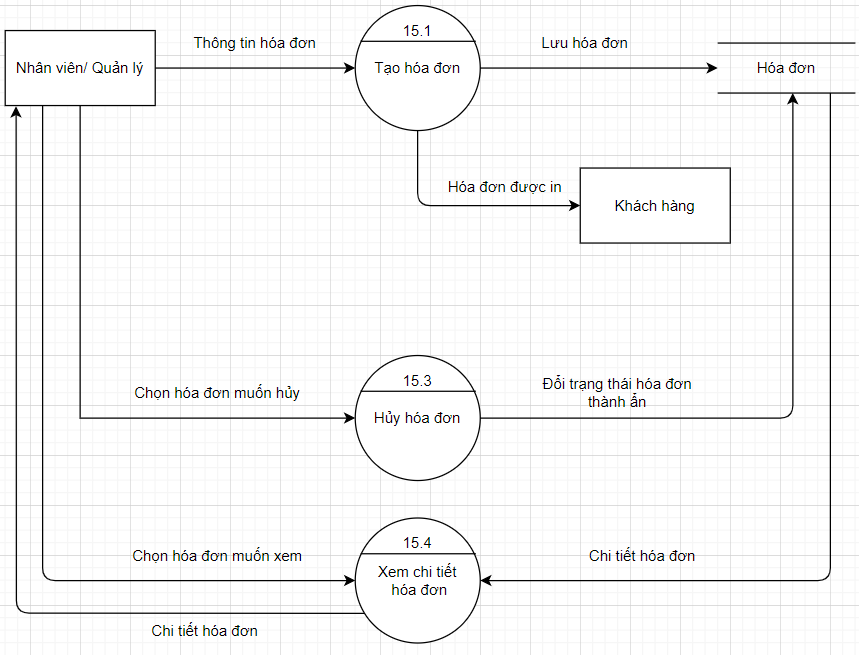 15.1
Thông tin hóa đơn
Lưu hóa đơn
Nhân viên/ Quản lý
Tạo hóa đơn
Hóa đơn
Hóa đơn được in
Khách hàng
15.3
Chọn hóa đơn muốn hủy
Đổi trạng thái hóa đơn
thành ẩn
Hủy hóa đơn
15.4
Chọn hóa đơn muốn xem
Chi tiết hóa đơn
Xem chi tiết
hóa đơn
Chi tiết hóa đơn